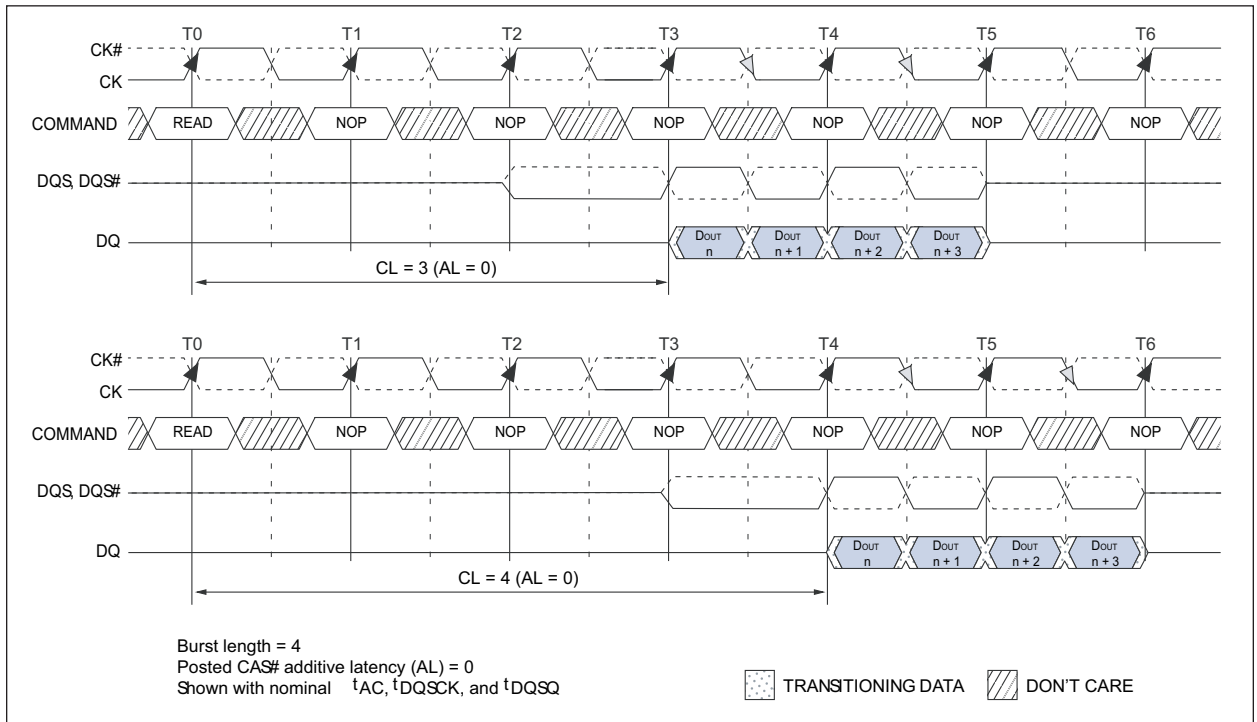 T0 T1 T2 T3 T4 T5 T6
CK#
CK
COMMAND READ NOP NOP NOP NOP NOP NOP
DQS, DQS#
DQ DOUT n DOUT n + 1 DOUT n + 2 DOUT n + 3
CL = 3 (AL = 0)
T0 T1 T2 T3 T4 T5 T6
CK#
CK
COMMAND READ NOP NOP NOP NOP NOP NOP
DQS, DQS#
DQ DOUT n DOUT n + 1 DOUT n + 2 DOUT n + 3
CL = 4 (AL = 0)
Burst length = 4
Posted CAS# additive latency (AL) = 0
Shown with nominal tAC, tDQSCK, and tDQSQ
TRANSITIONING DATA DON'T CARE